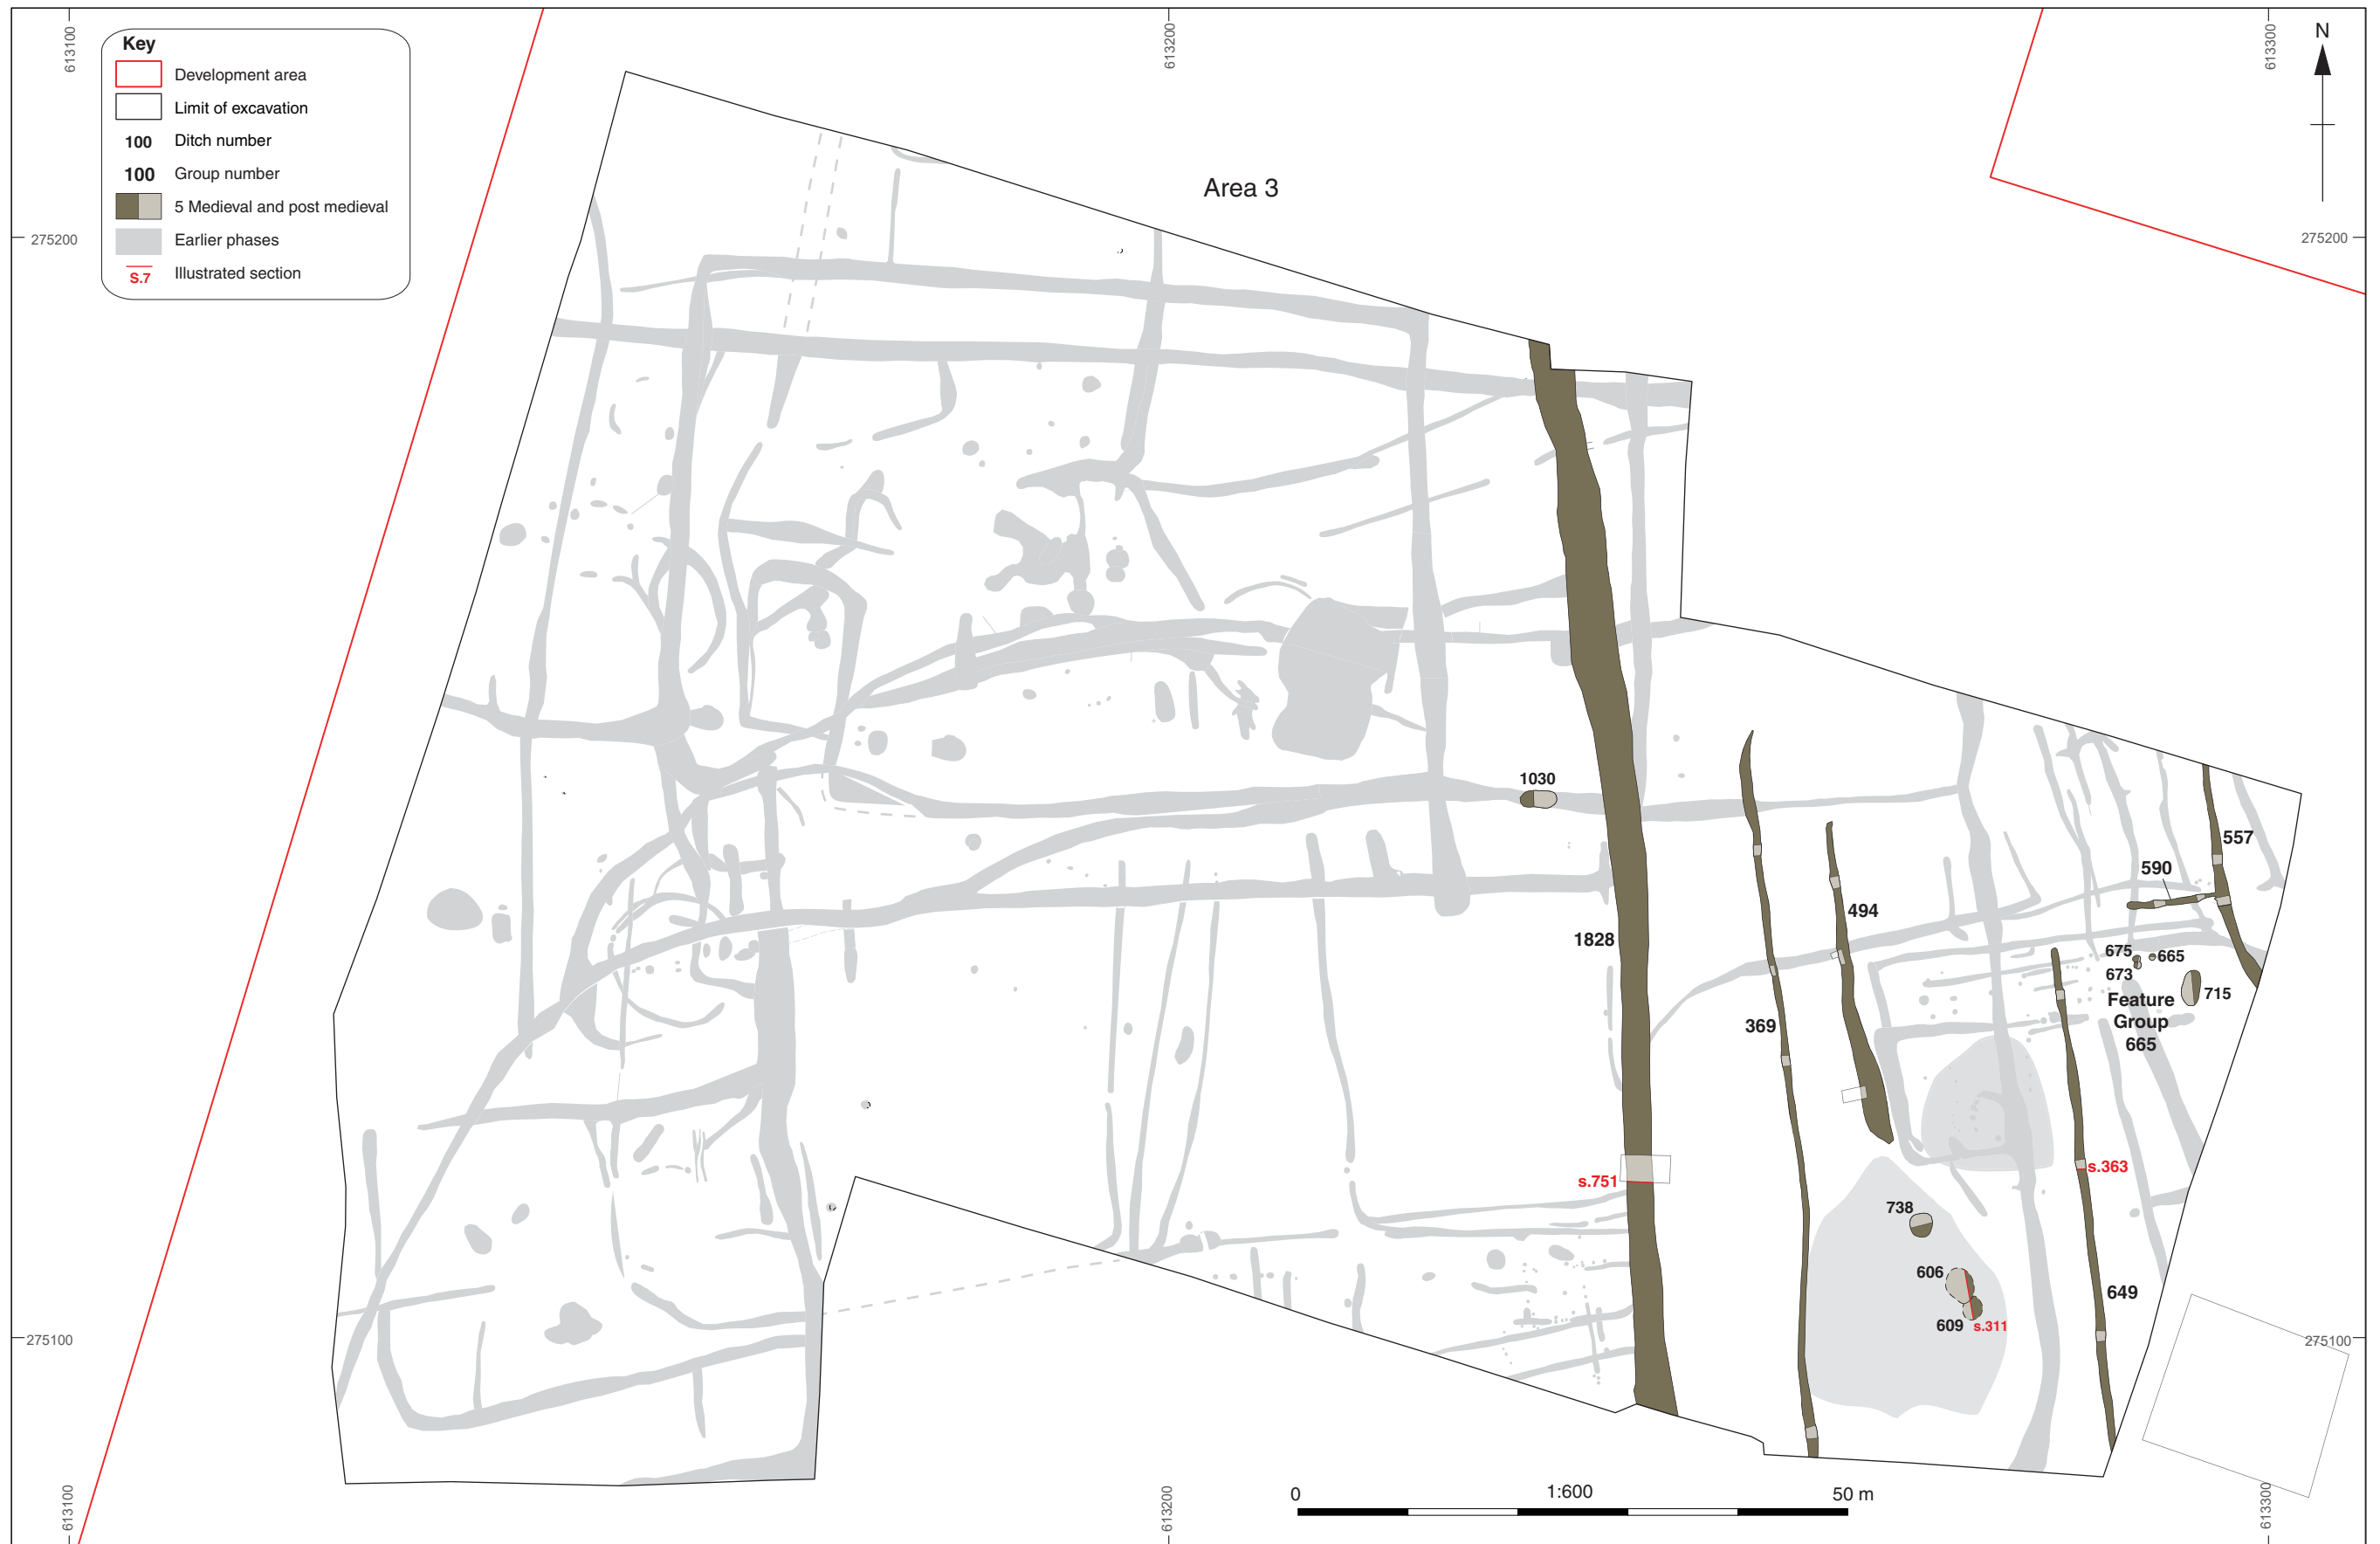 613100
613200
613300
N
Key
Development area
Limit of excavation
100 Ditch number
100 Group number
5 Medieval and post medieval
Earlier phases
S.7 Illustrated section
Area 3
275200
275200
1030
557
590
494
1828
675
665
673
715
Feature
Group
665
369
s.751
s.363
738
606
649
609
s.311
275100
275100
0
1:600
50 m
613100
613200
613300